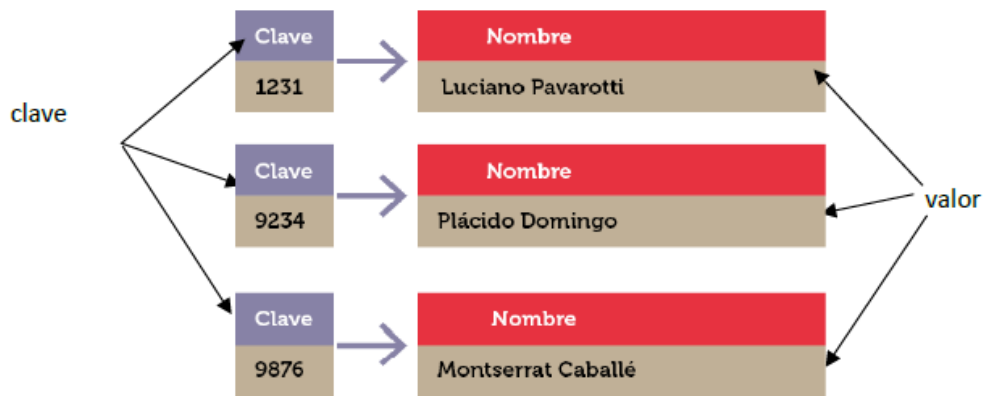 Clave Nombre
1231 Luciano Pavarotti
clave
Clave Nombre
9234 Plácido Domingo
valor
Clave Nombre
9876 Montserrat Caballé